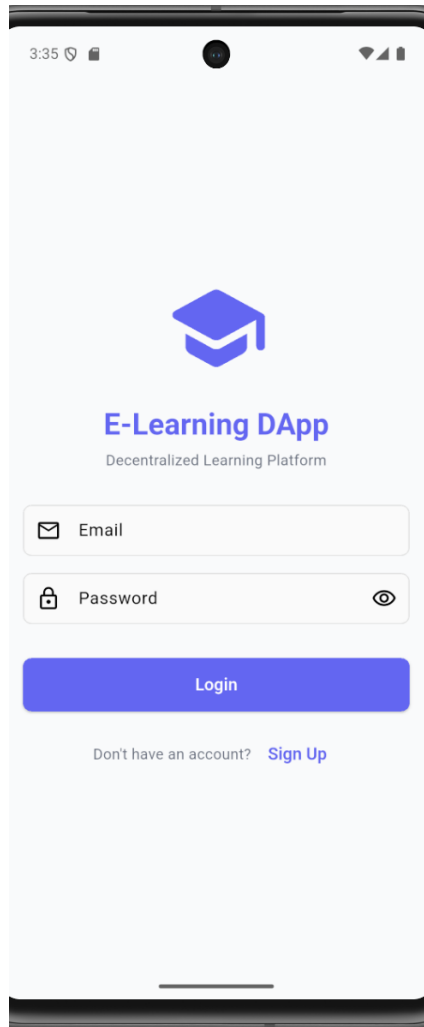 3:35
E-Learning DApp
Decentralized Learning Platform
Email
Password
Login
Don't have an account? Sign Up